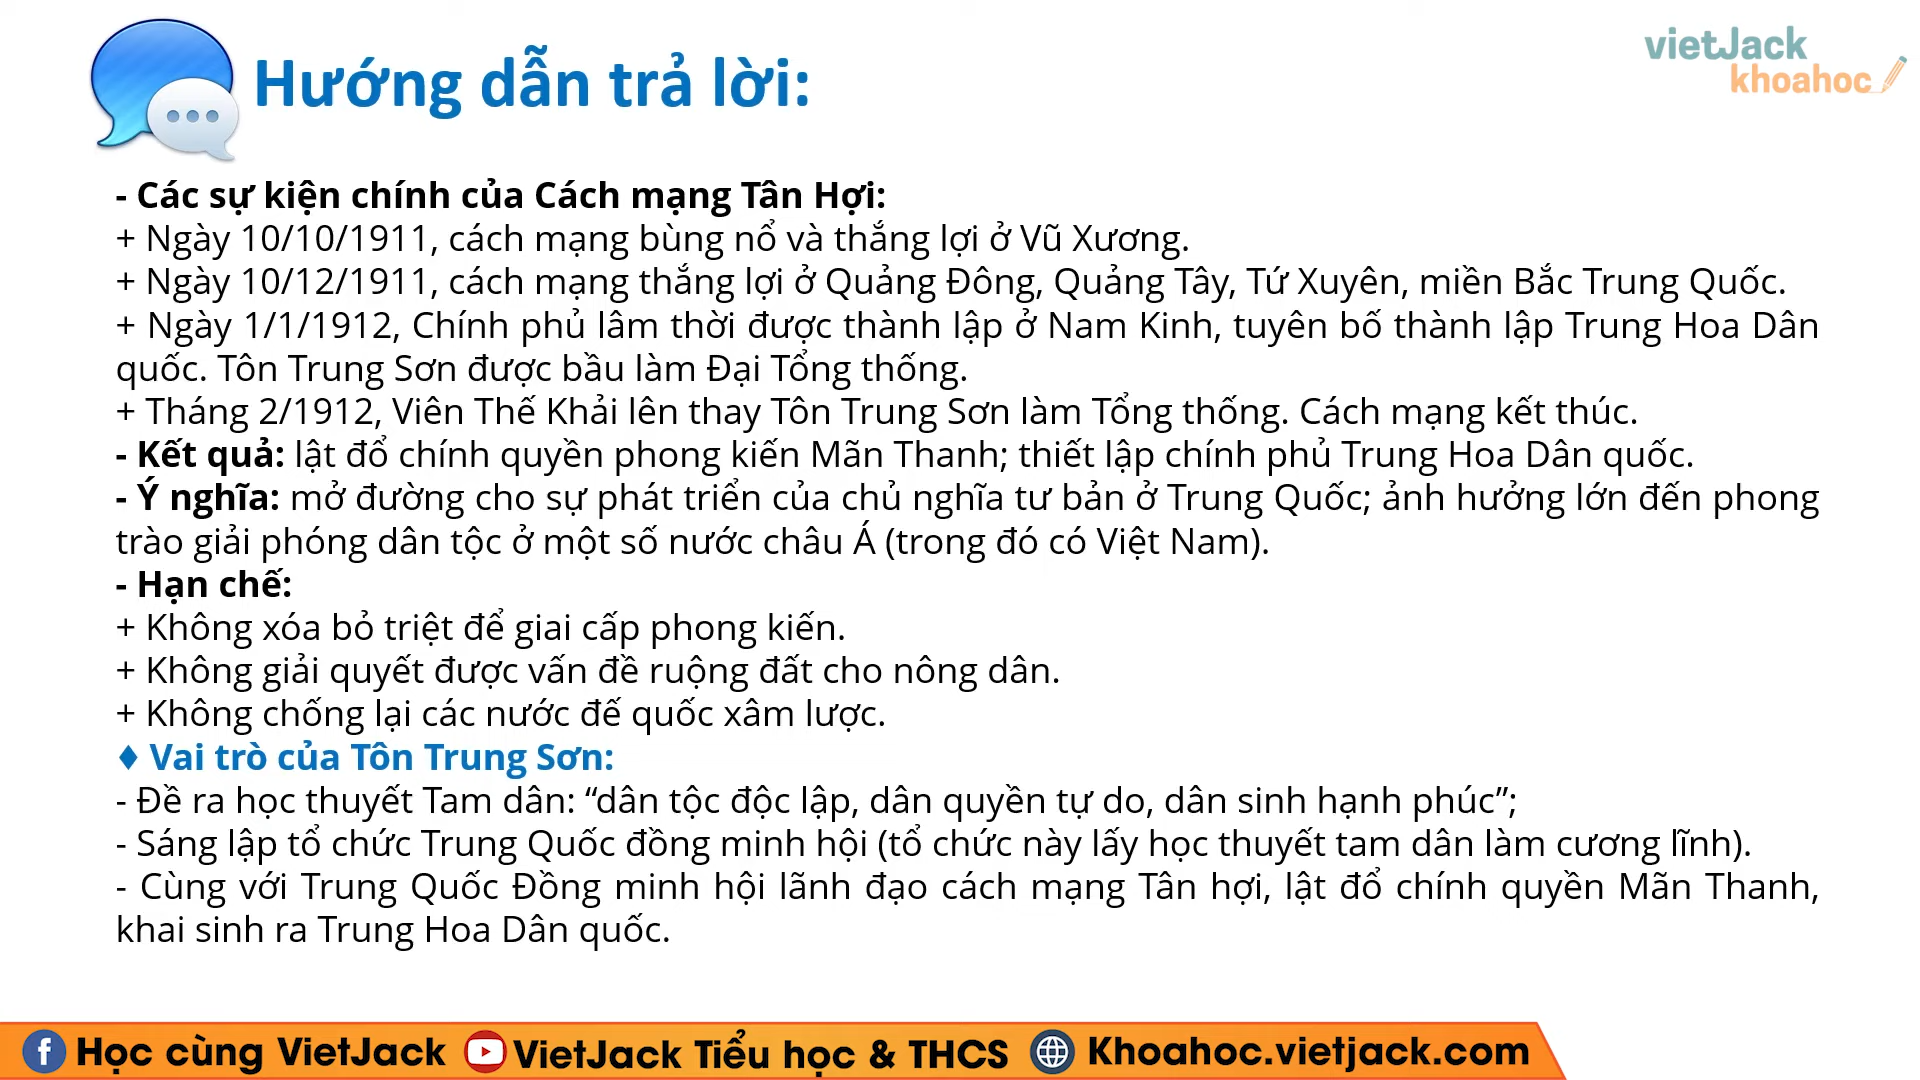 Hướng dẫn trả lời:
vietJack
khoahoc
- Các sự kiện chính của Cách mạng Tân Hợi:
+ Ngày 10/10/1911, cách mạng bùng nổ và thắng lợi ở Vũ Xương.
+ Ngày 10/12/1911, cách mạng thắng lợi ở Quảng Đông, Quảng Tây, Tứ Xuyên, miền Bắc Trung Quốc.
+ Ngày 1/1/1912, Chính phủ lâm thời được thành lập ở Nam Kinh, tuyên bố thành lập Trung Hoa Dân
quốc. Tôn Trung Sơn được bầu làm Đại Tổng thống.
+ Tháng 2/1912, Viên Thế Khải lên thay Tôn Trung Sơn làm Tổng thống. Cách mạng kết thúc.
- Kết quả: lật đổ chính quyền phong kiến Mãn Thanh; thiết lập chính phủ Trung Hoa Dân quốc.
- Ý nghĩa: mở đường cho sự phát triển của chủ nghĩa tư bản ở Trung Quốc; ảnh hưởng lớn đến phong
trào giải phóng dân tộc ở một số nước châu Á (trong đó có Việt Nam).
- Hạn chế:
+ Không xóa bỏ triệt để giai cấp phong kiến.
+ Không giải quyết được vấn đề ruộng đất cho nông dân.
+ Không chống lại các nước đế quốc xâm lược.
♦ Vai trò của Tôn Trung Sơn:
- Đề ra học thuyết Tam dân: “dân tộc độc lập, dân quyền tự do, dân sinh hạnh phúc”;
- Sáng lập tổ chức Trung Quốc đồng minh hội (tổ chức này lấy học thuyết tam dân làm cương lĩnh).
- Cùng với Trung Quốc Đồng minh hội lãnh đạo cách mạng Tân hợi, lật đổ chính quyền Mãn Thanh,
khai sinh ra Trung Hoa Dân quốc.
Học cùng VietJack VietJack Tiểu học & THCS Khoahoc.vietjack.com